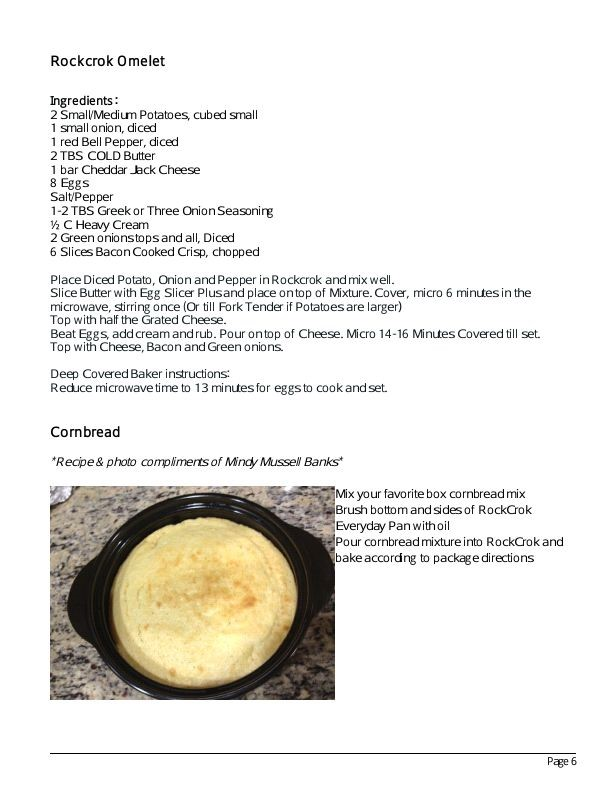 Rockcrok Omelet
Ingredients:
2 Small/Medium Potatoes, cubed small
1 small onion, diced
1 red Bell Pepper, diced
2 TBS COLD Butter
1 bar Cheddar Jack Cheese
8 Eggs
Salt/Pepper
1-2 TBS Greek or Three Onion Seasoning
½ C Heavy Cream
2 Green onions tops and all, Diced
6 Slices Bacon Cooked Crisp, chopped
Place Diced Potato, Onion and Pepper in Rockcrok and mix well.
Slice Butter with Egg Slicer Plus and place on top of Mixture. Cover, micro 6 minutes in the
microwave, stirring once (Or till Fork Tender if Potatoes are larger)
Top with half the Grated Cheese.
Beat Eggs, add cream and rub. Pour on top of Cheese. Micro 14-16 Minutes Covered till set.
Top with Cheese, Bacon and Green onions.
Deep Covered Baker instructions:
Reduce microwave time to 13 minutes for eggs to cook and set.
Cornbread
*Recipe & photo compliments of Mindy Mussell Banks*
Mix your favorite box cornbread mix
Brush bottom and sides of RockCrok
Everyday Pan with oil
Pour cornbread mixture into RockCrok and
bake according to package directions
Page 6